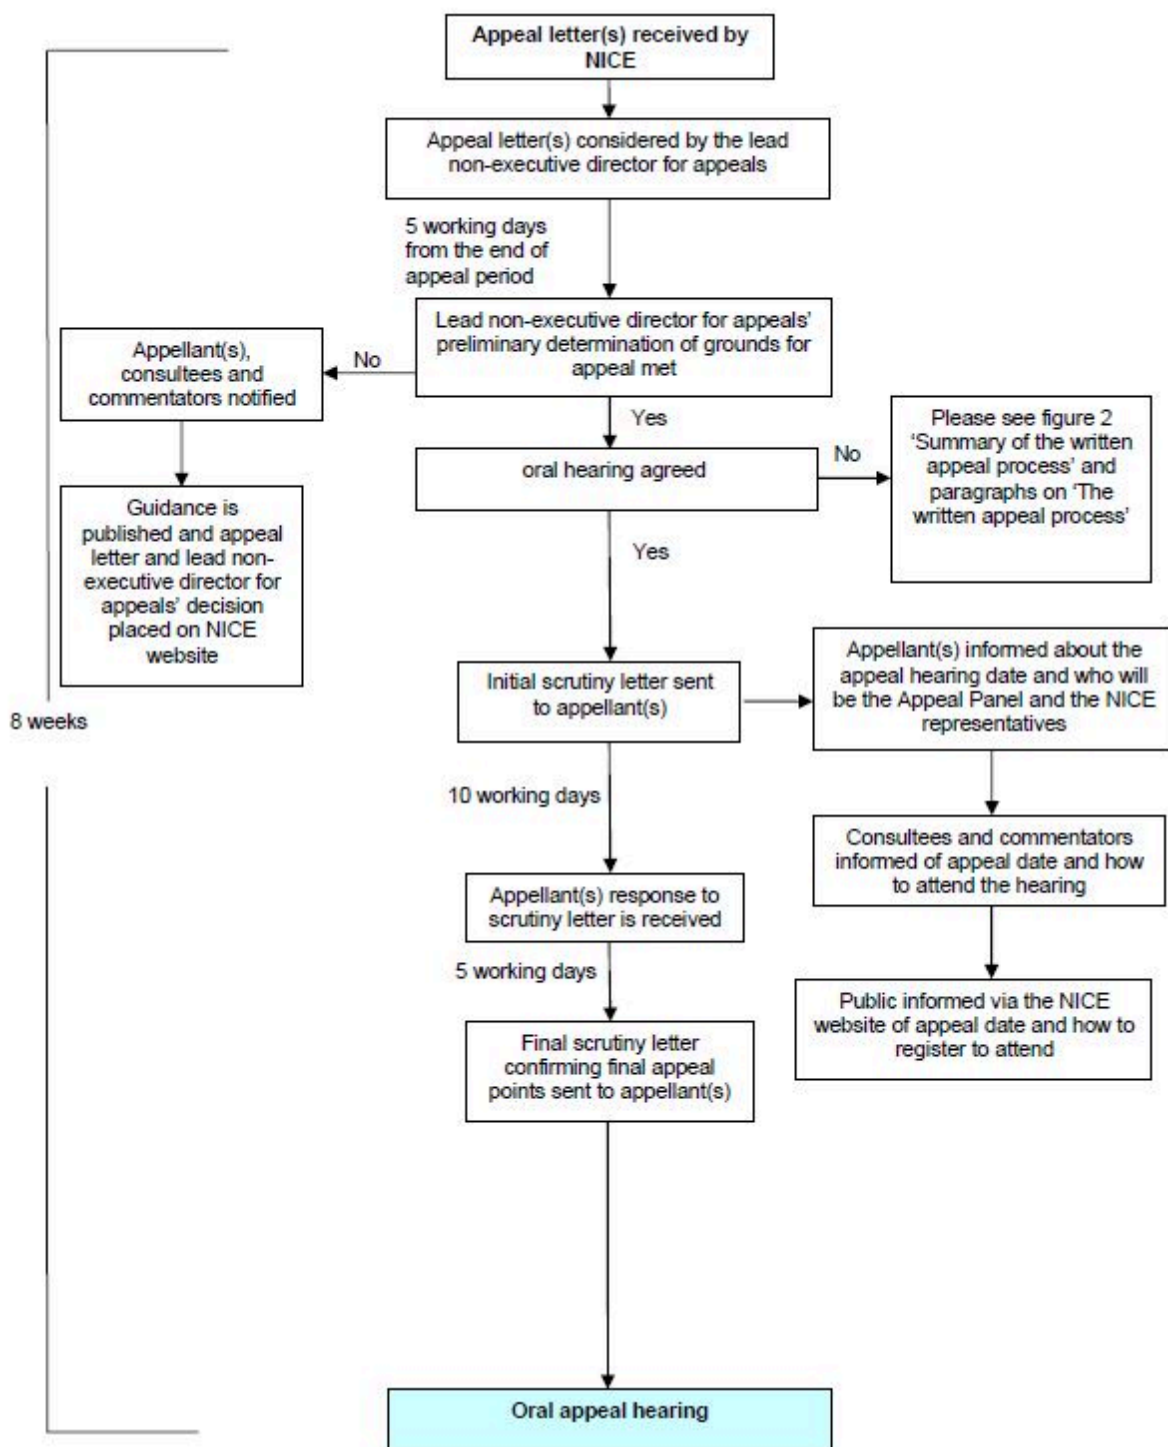 Appeal letter(s) received by
NICE
Appeal letter(s) considered by the lead
non-executive director for appeals
5 working days
from the end of
appeal period
Lead non-executive director for appeals’
preliminary determination of grounds for
appeal met
No
Appellant(s),
consultees and
commentators notified
Guidance is
published and appeal
letter and lead non-
executive director for
appeals’ decision
placed on NICE
website
Yes
oral hearing agreed
No
Please see figure 2
‘Summary of the written
appeal process’ and
paragraphs on ‘The
written appeal process’
Yes
Initial scrutiny letter sent
to appellant(s)
Appellant(s) informed about the
appeal hearing date and who will
be the Appeal Panel and the NICE
representatives
8 weeks
10 working days
Consultees and commentators
informed of appeal date and how
to attend the hearing
Appellant(s) response to
scrutiny letter is received
5 working days
Public informed via the NICE
website of appeal date and how to
register to attend
Final scrutiny letter
confirming final appeal
points sent to appellant(s)
Oral appeal hearing